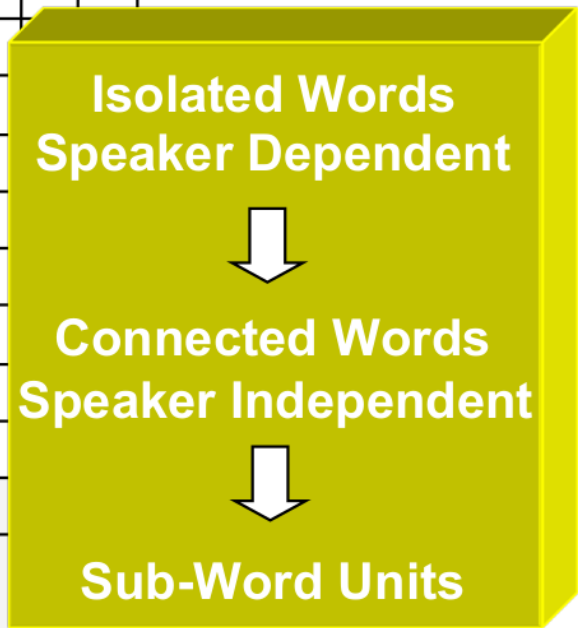 Isolated Words
Speaker Dependent
Connected Words
Speaker Independent
Sub-Word Units